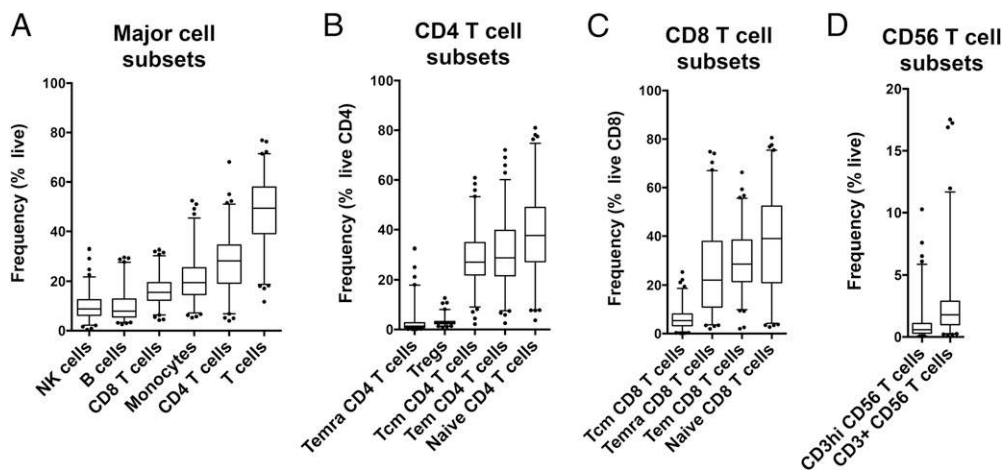 A
Major cell
subsets
Frequency (% live)
100
80
60
40
20
0
NK cells
B cells
CD8 T cells
Monocytes
CD4 T cells
T cells
B
CD4 T cell
subsets
Frequency (% live CD4)
100
80
60
40
20
0
Temra CD4 T cells
Tregs
Tcm CD4 T cells
Tem CD4 T cells
Naive CD4 T cells
C
CD8 T cell
subsets
Frequency (% live CD8)
100
80
60
40
20
0
Tcm CD8 T cells
Temra CD8 T cells
Tem CD8 T cells
Naive CD8 T cells
D
CD56 T cell
subsets
Frequency (% live)
20
15
10
5
0
CD3hi CD56 T cells
CD3+ CD56 T cells